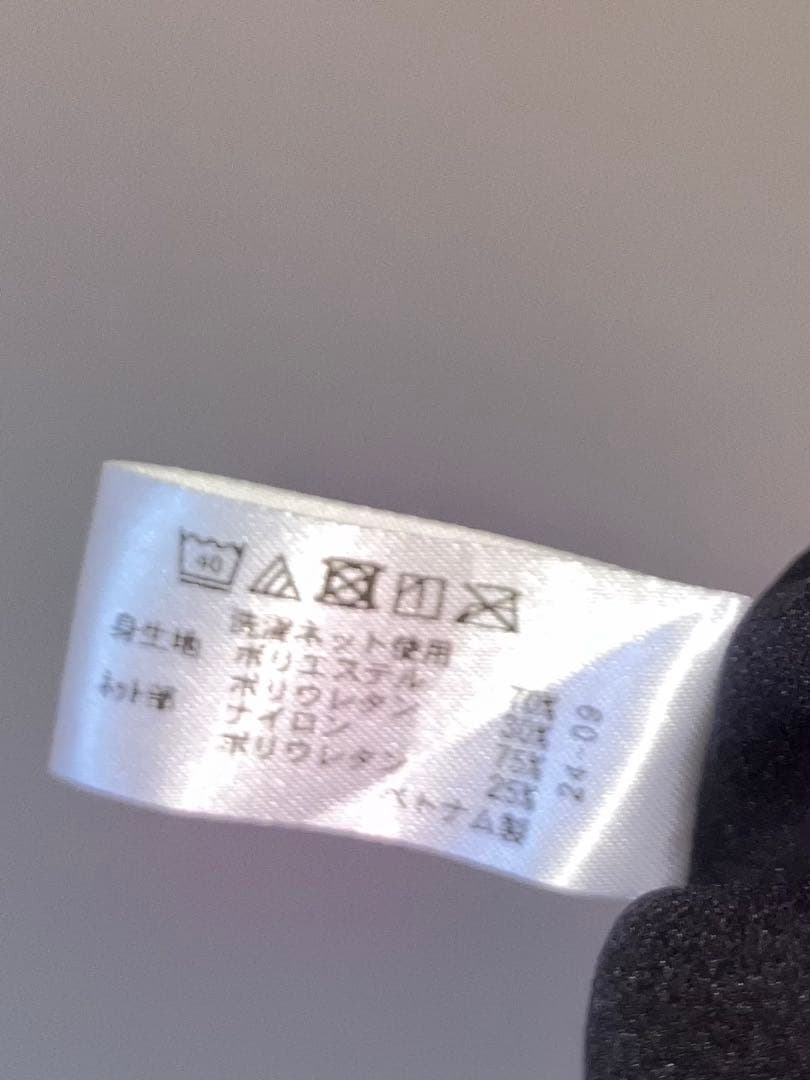 40
洗濯ネット使用
身生地 ポリエステル 70%
ポリウレタン 30%
ネット部 ナイロン 75%
ポリウレタン 25%
ベトナム製
24-09